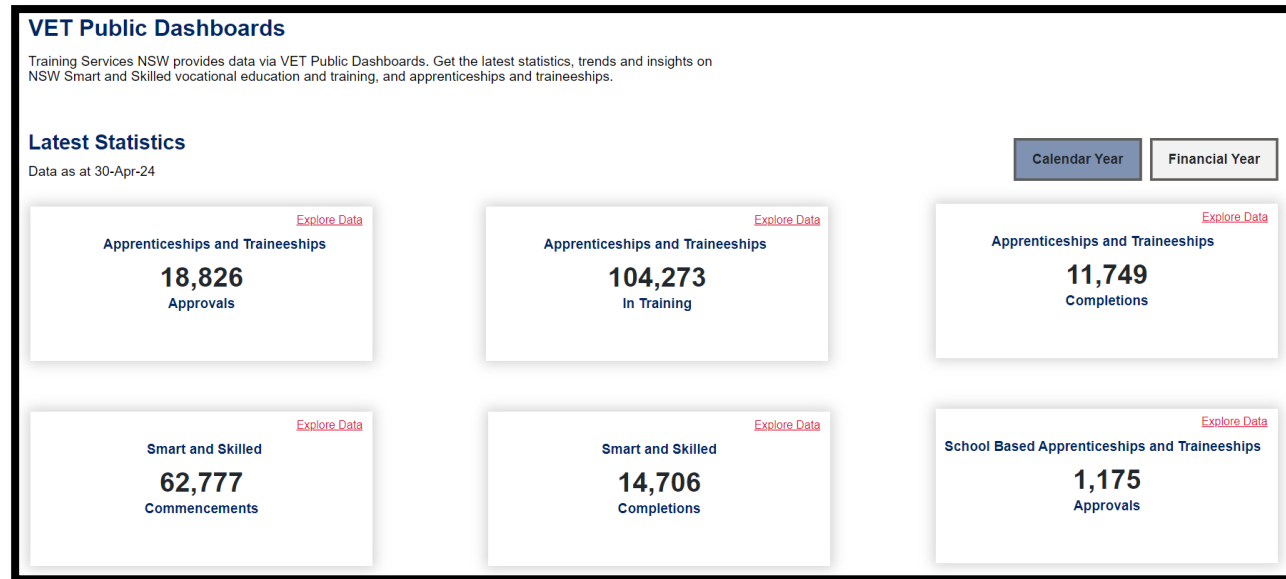 VET Public Dashboards
Training Services NSW provides data via VET Public Dashboards. Get the latest statistics, trends and insights on
NSW Smart and Skilled vocational education and training, and apprenticeships and traineeships.
Latest Statistics
Data as at 30-Apr-24
Calendar Year
Financial Year
Explore Data
Apprenticeships and Traineeships
18,826
Approvals
Explore Data
Apprenticeships and Traineeships
104,273
In Training
Explore Data
Apprenticeships and Traineeships
11,749
Completions
Explore Data
Smart and Skilled
62,777
Commencements
Explore Data
Smart and Skilled
14,706
Completions
Explore Data
School Based Apprenticeships and Traineeships
1,175
Approvals